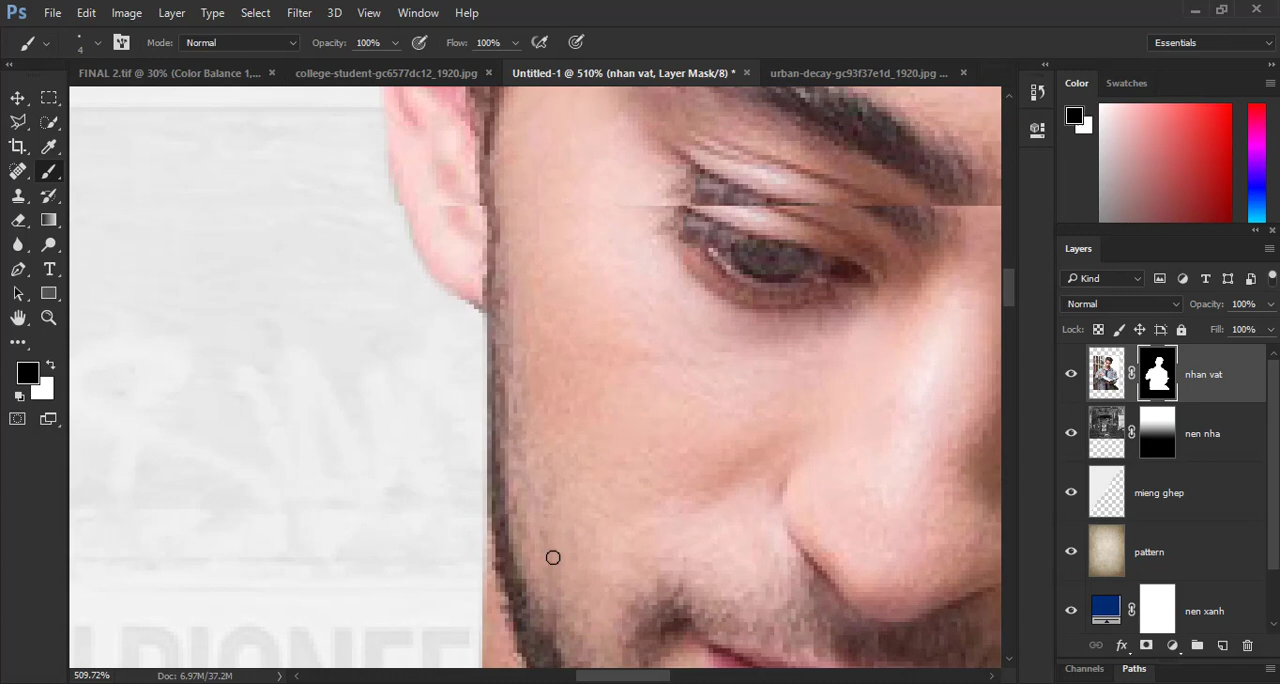 Ps File Edit Image Layer Type Select Filter 3D View Window Help
4 Mode: Normal Opacity: 100% Flow: 100% Essentials
FINAL 2.tif @ 30% (Color Balance 1,... × college-student-gc6577dc12_1920.jpg × Untitled-1 @ 510% (nhan vat, Layer Mask/8) * × urban-decay-gc93f37e1d_1920.jpg ... ×
Color Swatches
Layers
Kind
Normal Opacity: 100%
Lock: Fill: 100%
nhan vat
nen nha
mieng ghep
pattern
nen xanh
PIONEE
509.72% Doc: 6.97M/37.2M
Channels Paths